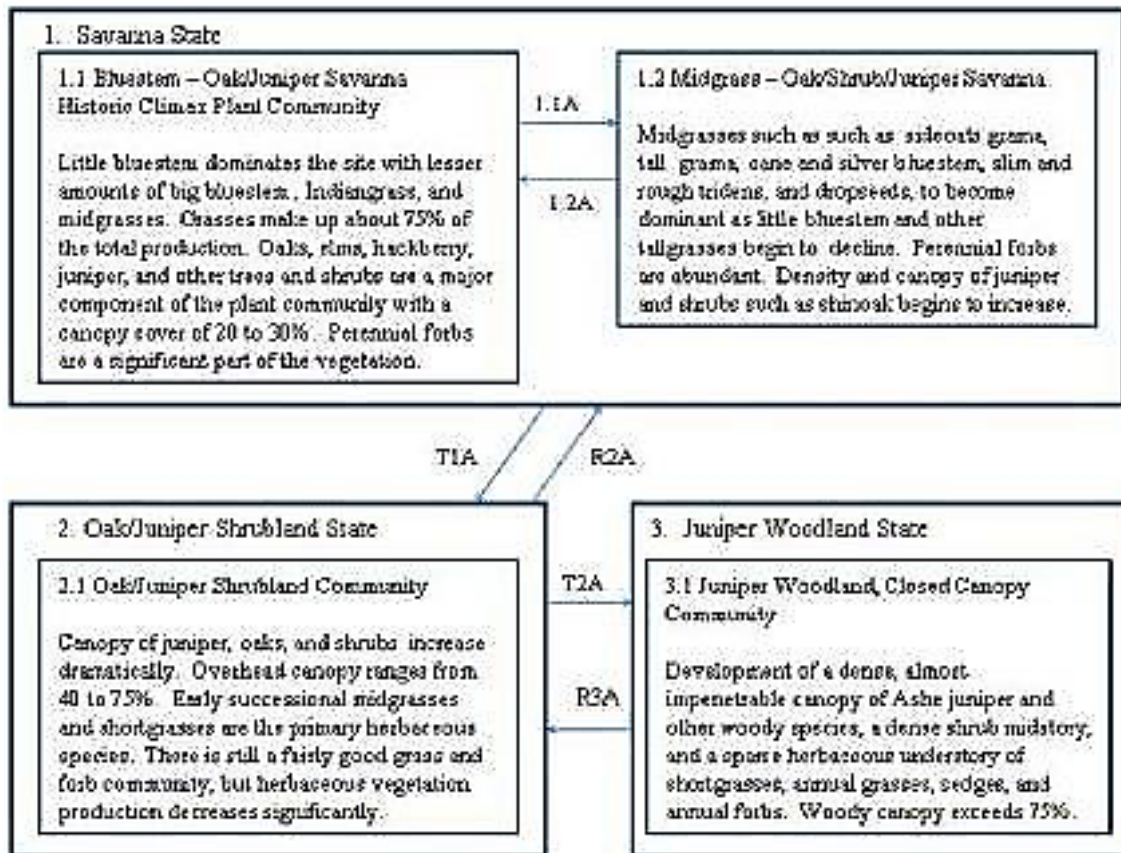 1. Savanna State
1.1 Bluestem – Oak/Juniper Savanna
Historic Climax Plant Community
Little bluestem dominates the site with lesser
amounts of big bluestem, Indiangrass, and
midgrasses. Grasses make up about 75% of
the total production. Oaks, elms, hackberry,
juniper, and other trees and shrubs are a major
component of the plant community with a
canopy cover of 20 to 30%. Perennial forbs
are a significant part of the vegetation.
1.1A
1.2A
1.2 Midgrass – Oak/Shrub/Juniper Savanna
Midgrasses such as such as sideoats grama,
tall grama, cane and silver bluestem, slim and
rough tridens, and dropseeds, to become
dominant as little bluestem and other
tallgrasses begin to decline. Perennial forbs
are abundant. Density and canopy of juniper
and shrubs such as shinoak begins to increase.
T1A
R2A
2. Oak/Juniper Shrubland State
2.1 Oak/Juniper Shrubland Community
Canopy of juniper, oaks, and shrubs increase
dramatically. Overhead canopy ranges from
40 to 75%. Early successional midgrasses
and shortgrasses are the primary herbaceous
species. There is still a fairly good grass and
forb community, but herbaceous vegetation
production decreases significantly.
T2A
R3A
3. Juniper Woodland State
3.1 Juniper Woodland, Closed Canopy
Community
Development of a dense, almost
impenetrable canopy of Ashe juniper and
other woody species, a dense shrub midstory,
and a sparse herbaceous understory of
shortgrasses, annual grasses, sedges, and
annual forbs. Woody canopy exceeds 75%.